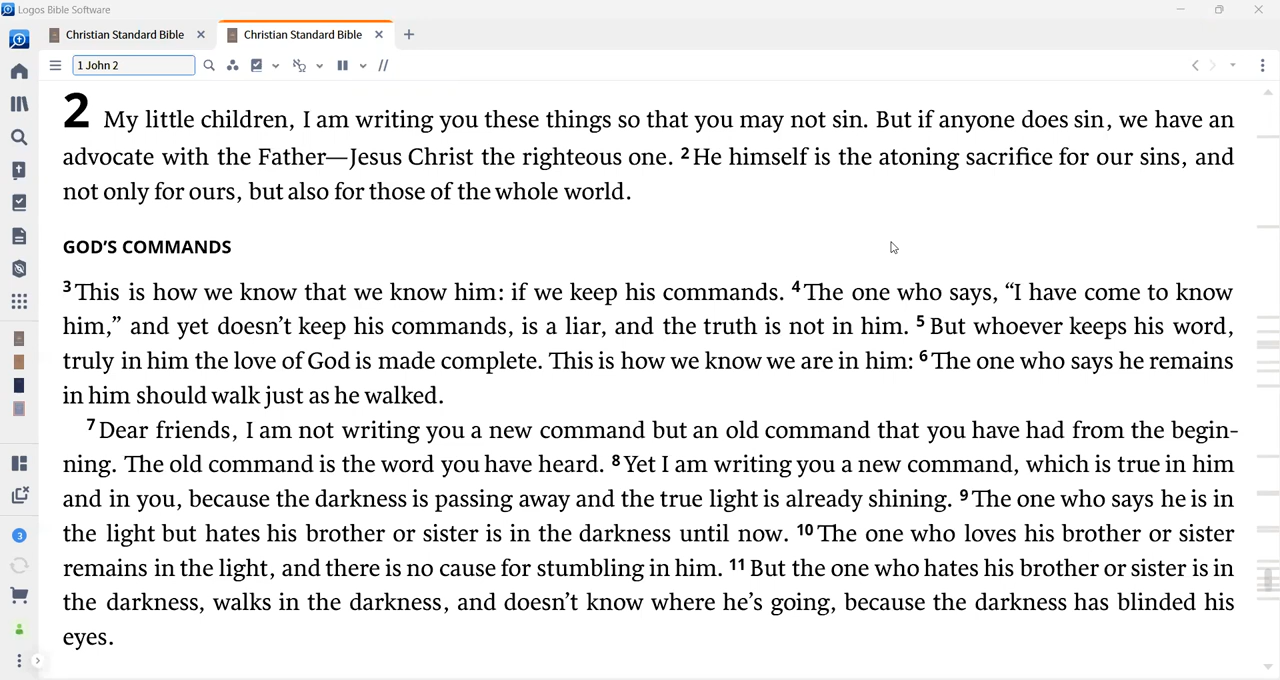 Logos Bible Software
Christian Standard Bible
Christian Standard Bible
1 John 2
2 My little children, I am writing you these things so that you may not sin. But if anyone does sin, we have an
advocate with the Father—Jesus Christ the righteous one. 2 He himself is the atoning sacrifice for our sins, and
not only for ours, but also for those of the whole world.
GOD’S COMMANDS
3 This is how we know that we know him: if we keep his commands. 4 The one who says, “I have come to know
him,” and yet doesn’t keep his commands, is a liar, and the truth is not in him. 5 But whoever keeps his word,
truly in him the love of God is made complete. This is how we know we are in him: 6 The one who says he remains
in him should walk just as he walked.
7 Dear friends, I am not writing you a new command but an old command that you have had from the begin-
ning. The old command is the word you have heard. 8 Yet I am writing you a new command, which is true in him
and in you, because the darkness is passing away and the true light is already shining. 9 The one who says he is in
the light but hates his brother or sister is in the darkness until now. 10 The one who loves his brother or sister
remains in the light, and there is no cause for stumbling in him. 11 But the one who hates his brother or sister is in
the darkness, walks in the darkness, and doesn’t know where he’s going, because the darkness has blinded his
eyes.
3